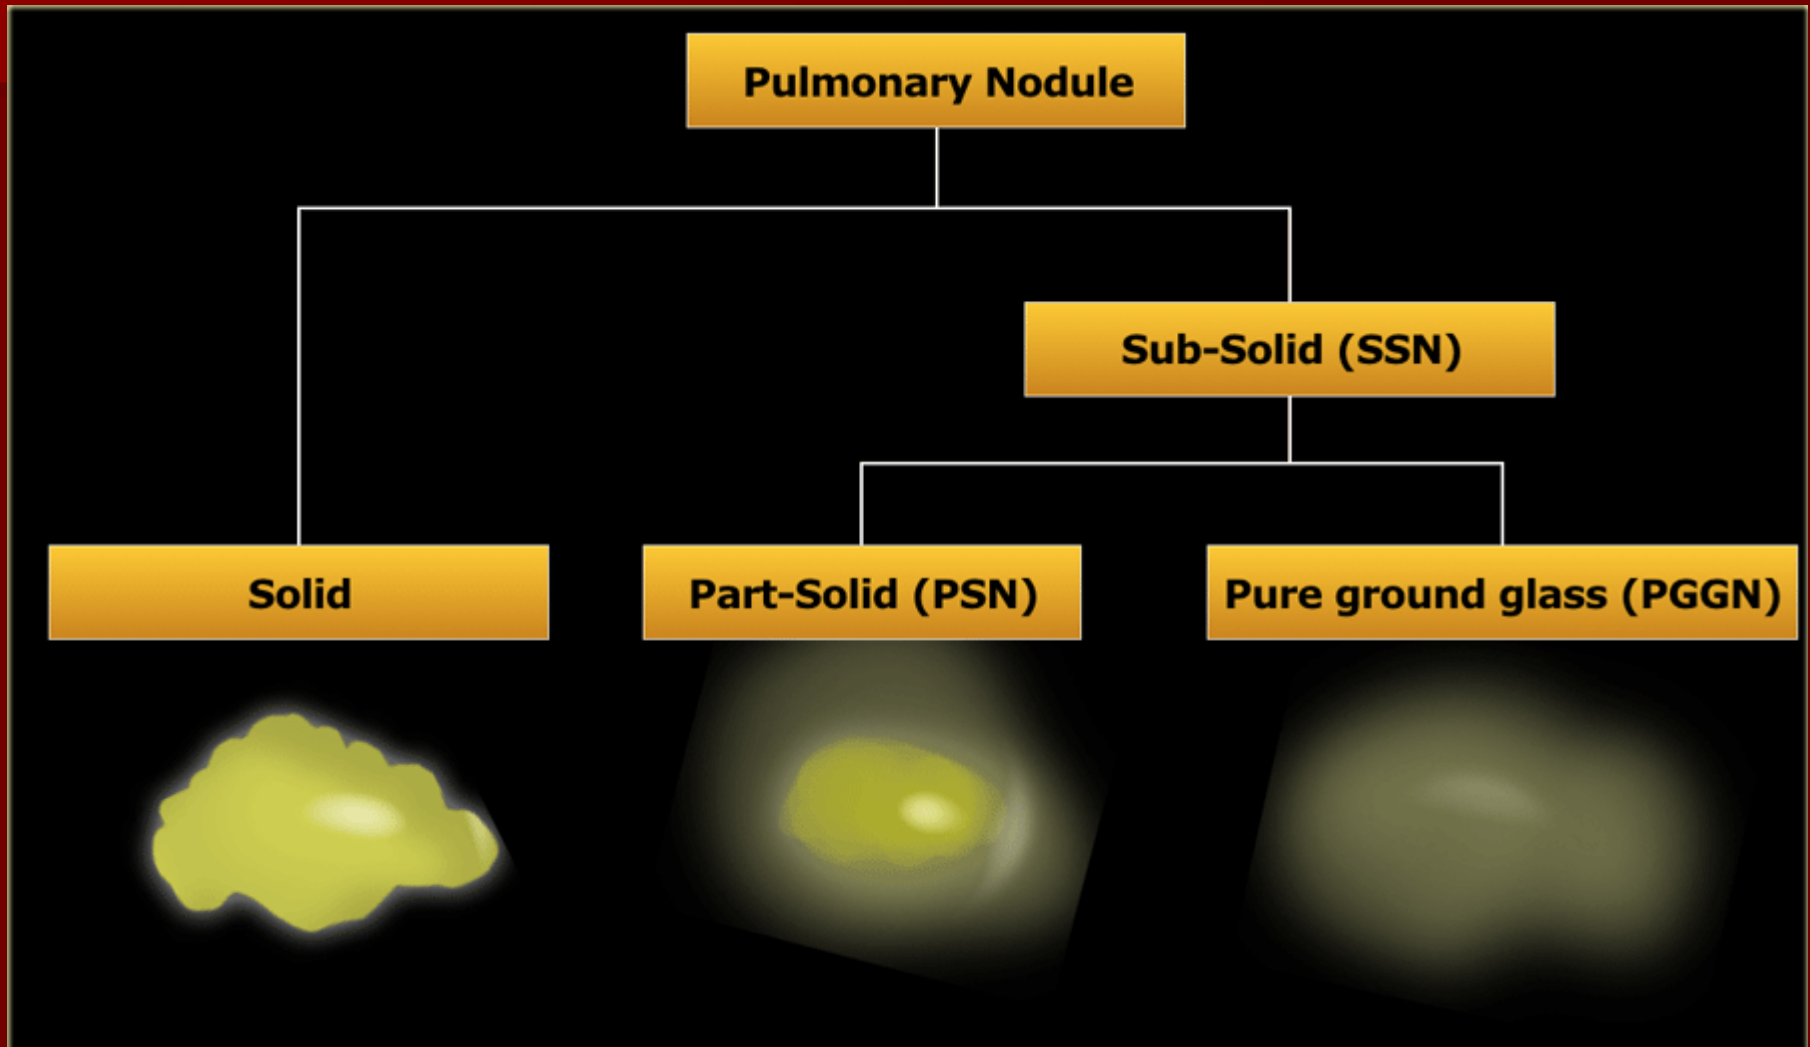 Pulmonary Nodule
Sub-Solid (SSN)
Solid
Part-Solid (PSN)
Pure ground glass (PGGN)